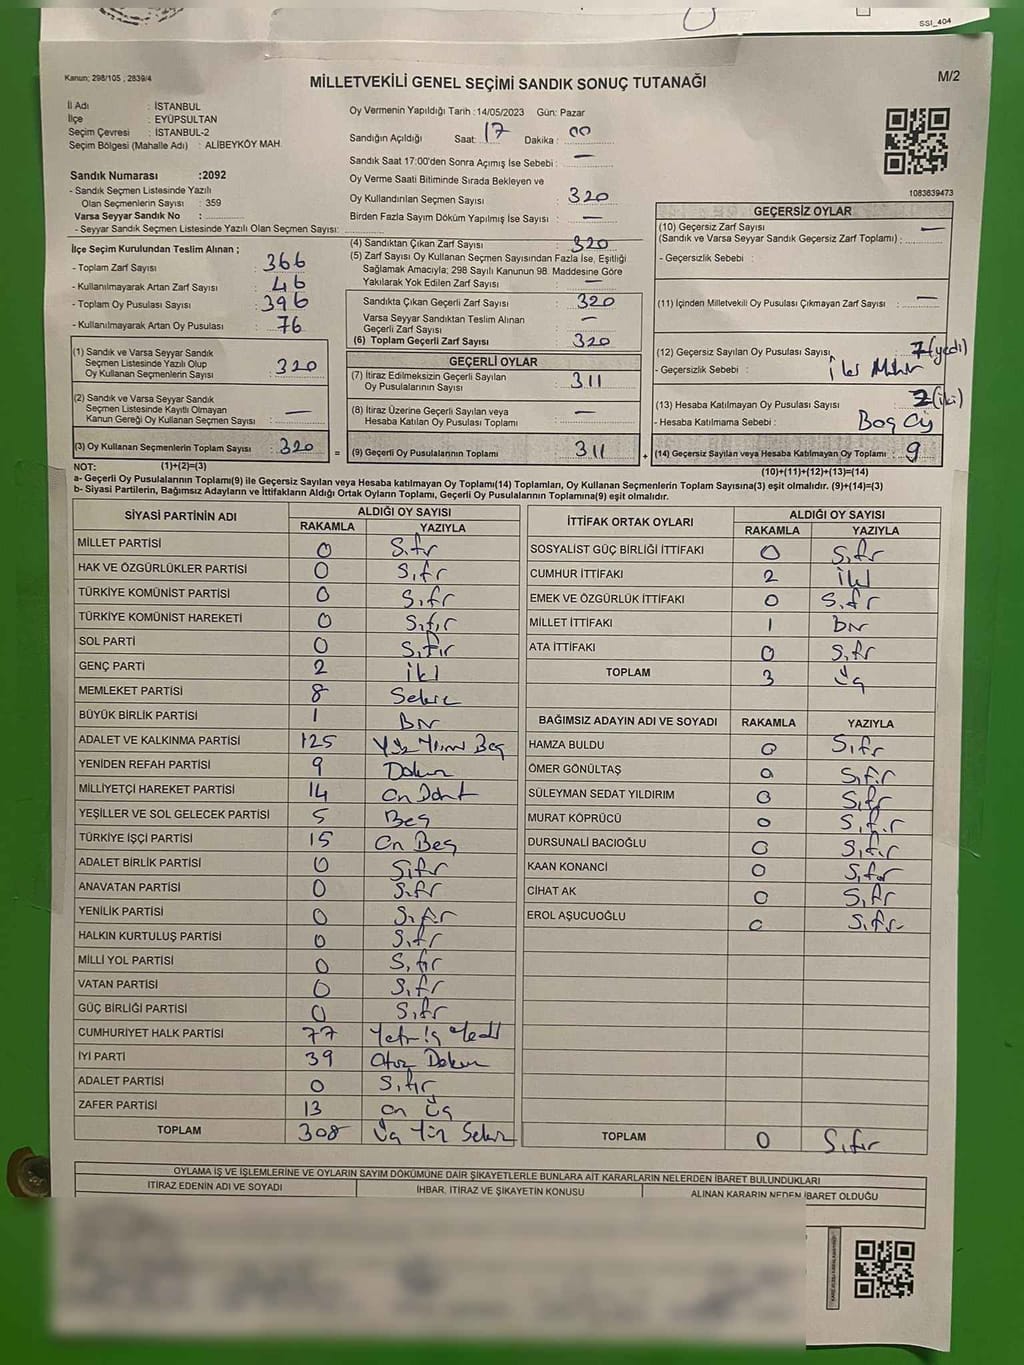 SSI_404
Kanun; 298/105 , 2839/4
MİLLETVEKİLİ GENEL SEÇİMİ SANDIK SONUÇ TUTANAĞI
M/2
İl Adı : İSTANBUL
İlçe : EYÜPSULTAN
Seçim Çevresi : İSTANBUL-2
Seçim Bölgesi (Mahalle Adı) : ALİBEYKÖY MAH.
Sandık Numarası :2092
- Sandık Seçmen Listesinde Yazılı
Olan Seçmenlerin Sayısı : 359
Varsa Seyyar Sandık No :
- Seyyar Sandık Seçmen Listesinde Yazılı Olan Seçmen Sayısı:
Oy Vermenin Yapıldığı Tarih :14/05/2023 Gün: Pazar
Sandığın Açıldığı Saat: 17 Dakika : 00
Sandık Saat 17:00'den Sonra Açımış İse Sebebi : —
Oy Verme Saati Bitiminde Sırada Bekleyen ve
Oy Kullandırılan Seçmen Sayısı : 320
Birden Fazla Sayım Döküm Yapılmış İse Sayısı : —
1083639473
İlçe Seçim Kurulundan Teslim Alınan ;
- Toplam Zarf Sayısı : 366
- Kullanılmayarak Artan Zarf Sayısı : 46
- Toplam Oy Pusulası Sayısı : 396
- Kullanılmayarak Artan Oy Pusulası : 76
(4) Sandıktan Çıkan Zarf Sayısı : 320
(5) Zarf Sayısı Oy Kullanan Seçmen Sayısından Fazla İse, Eşitliği
Sağlamak Amacıyla; 298 Sayılı Kanunun 98. Maddesine Göre
Yakılarak Yok Edilen Zarf Sayısı : —
Sandıkta Çıkan Geçerli Zarf Sayısı : 320
Varsa Seyyar Sandıktan Teslim Alınan
Geçerli Zarf Sayısı : —
(6) Toplam Geçerli Zarf Sayısı : 320
GEÇERSİZ OYLAR
(10) Geçersiz Zarf Sayısı
(Sandık ve Varsa Seyyar Sandık Geçersiz Zarf Toplamı) : —
- Geçersizlik Sebebi :
(11) İçinden Milletvekili Oy Pusulası Çıkmayan Zarf Sayısı : —
(12) Geçersiz Sayılan Oy Pusulası Sayısı : 7 (yedi)
- Geçersizlik Sebebi :
(13) Hesaba Katılmayan Oy Pusulası Sayısı : 2 (iki)
- Hesaba Katılmama Sebebi : Boş Oy
(14) Geçersiz Sayılan veya Hesaba Katılmayan Oy Toplamı : 9
(10)+(11)+(12)+(13)=(14)
(1) Sandık ve Varsa Seyyar Sandık
Seçmen Listesinde Yazılı Olup
Oy Kullanan Seçmenlerin Sayısı : 320
(2) Sandık ve Varsa Seyyar Sandık
Seçmen Listesinde Kayıtlı Olmayan
Kanun Gereği Oy Kullanan Seçmen Sayısı : —
(3) Oy Kullanan Seçmenlerin Toplam Sayısı : 320 =
(1)+(2)=(3)
GEÇERLİ OYLAR
(7) İtiraz Edilmeksizin Geçerli Sayılan
Oy Pusulalarının Sayısı : 311
(8) İtiraz Üzerine Geçerli Sayılan veya
Hesaba Katılan Oy Pusulası Toplamı : —
(9) Geçerli Oy Pusulalarının Toplamı : 311 +
NOT:
a- Geçerli Oy Pusulalarının Toplamı(9) ile Geçersiz Sayılan veya Hesaba katılmayan Oy Toplamı(14) Toplamları, Oy Kullanan Seçmenlerin Toplam Sayısına(3) eşit olmalıdır. (9)+(14)=(3)
b- Siyasi Partilerin, Bağımsız Adayların ve İttifakların Aldığı Ortak Oyların Toplamı, Geçerli Oy Pusulalarının Toplamına(9) eşit olmalıdır.
SİYASİ PARTİNİN ADI ALDIĞI OY SAYISI
RAKAMLA YAZIYLA
MİLLET PARTİSİ 0 Sıfır
HAK VE ÖZGÜRLÜKLER PARTİSİ 0 Sıfır
TÜRKİYE KOMÜNİST PARTİSİ 0 Sıfır
TÜRKİYE KOMÜNİST HAREKETİ 0 Sıfır
SOL PARTİ 0 Sıfır
GENÇ PARTİ 2 İki
MEMLEKET PARTİSİ 8 Sekiz
BÜYÜK BİRLİK PARTİSİ 1 Bir
ADALET VE KALKINMA PARTİSİ 125 Yüz Yirmi Beş
YENİDEN REFAH PARTİSİ 9 Dokuz
MİLLİYETÇİ HAREKET PARTİSİ 14 On Dört
YEŞİLLER VE SOL GELECEK PARTİSİ 5 Beş
TÜRKİYE İŞÇİ PARTİSİ 15 On Beş
ADALET BİRLİK PARTİSİ 0 Sıfır
ANAVATAN PARTİSİ 0 Sıfır
YENİLİK PARTİSİ 0 Sıfır
HALKIN KURTULUŞ PARTİSİ 0 Sıfır
MİLLİ YOL PARTİSİ 0 Sıfır
VATAN PARTİSİ 0 Sıfır
GÜÇ BİRLİĞİ PARTİSİ 0 Sıfır
CUMHURİYET HALK PARTİSİ 77 Yetmiş Yedi
İYİ PARTİ 39 Otuz Dokuz
ADALET PARTİSİ 0 Sıfır
ZAFER PARTİSİ 13 On Üç
TOPLAM 308 Üç Yüz Sekiz
İTTİFAK ORTAK OYLARI ALDIĞI OY SAYISI
RAKAMLA YAZIYLA
SOSYALİST GÜÇ BİRLİĞİ İTTİFAKI 0 Sıfır
CUMHUR İTTİFAKI 2 İki
EMEK VE ÖZGÜRLÜK İTTİFAKI 0 Sıfır
MİLLET İTTİFAKI 1 Bir
ATA İTTİFAKI 0 Sıfır
TOPLAM 3 Üç
BAĞIMSIZ ADAYIN ADI VE SOYADI RAKAMLA YAZIYLA
HAMZA BULDU 0 Sıfır
ÖMER GÖNÜLTAŞ 0 Sıfır
SÜLEYMAN SEDAT YILDIRIM 0 Sıfır
MURAT KÖPRÜCÜ 0 Sıfır
DURSUNALİ BACIOĞLU 0 Sıfır
KAAN KONANCİ 0 Sıfır
CİHAT AK 0 Sıfır
EROL AŞUCUOĞLU 0 Sıfır
TOPLAM 0 Sıfır
OYLAMA İŞ VE İŞLEMLERİNE VE OYLARIN SAYIM DÖKÜMÜNE DAİR ŞİKAYETLERLE BUNLARA AİT KARARLARIN NELERDEN İBARET BULUNDUKLARI
İTİRAZ EDENİN ADI VE SOYADI İHBAR, İTİRAZ VE ŞİKAYETİN KONUSU ALINAN KARARIN NEDEN İBARET OLDUĞU